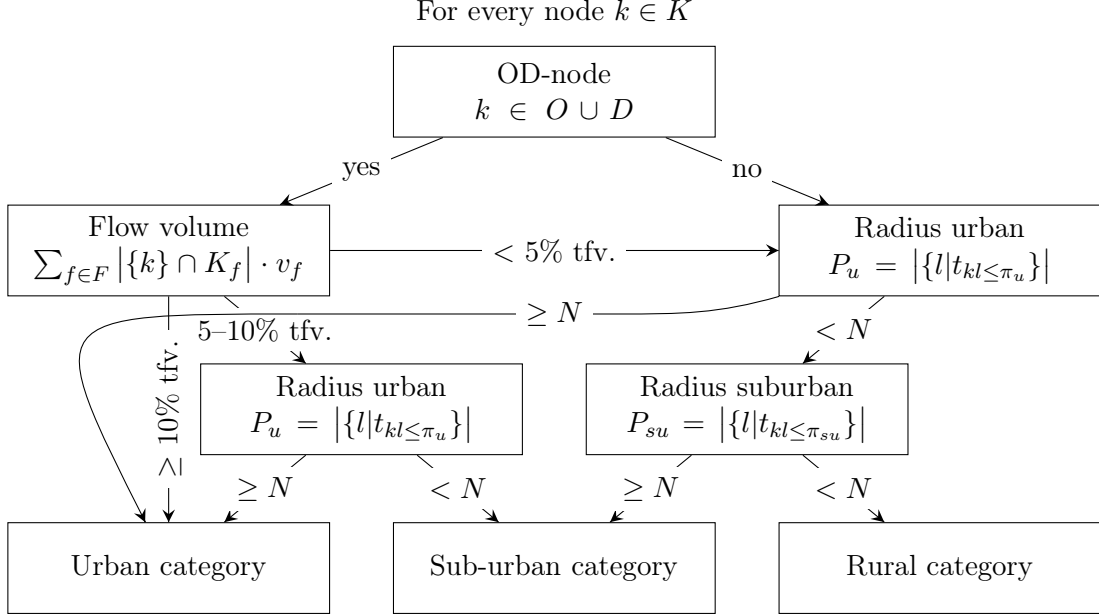 For every node k ∈ K
OD-node
k ∈ O ∪ D
yes
no
Flow volume
∑_{f∈F} |{k} ∩ K_f| · v_f
< 5% tfv.
Radius urban
P_u = |{l|t_{kl≤π_u}}|
≥ N
5–10% tfv.
< N
≥ 10% tfv.
Radius urban
P_u = |{l|t_{kl≤π_u}}|
Radius suburban
P_{su} = |{l|t_{kl≤π_{su}}}|
≥ N
< N
≥ N
< N
Urban category
Sub-urban category
Rural category